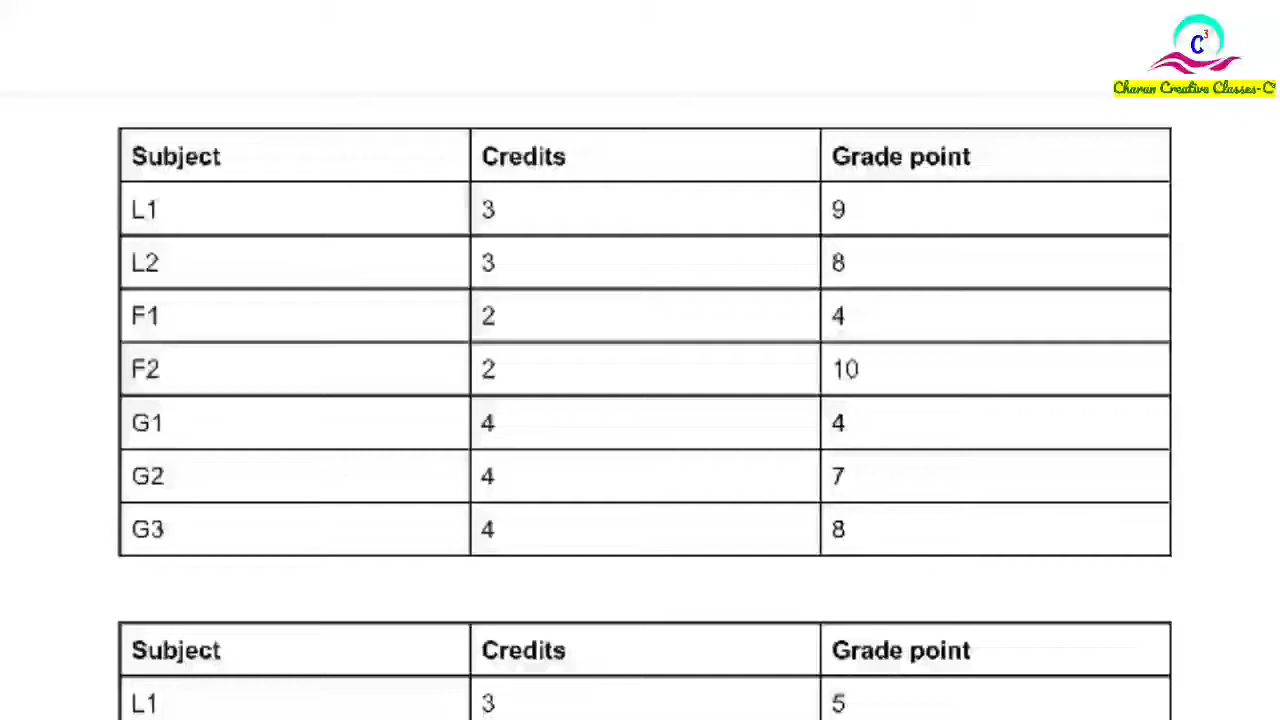 C3
Charan Creative Classes-C
Subject Credits Grade point
L1 3 9
L2 3 8
F1 2 4
F2 2 10
G1 4 4
G2 4 7
G3 4 8
Subject Credits Grade point
L1 3 5